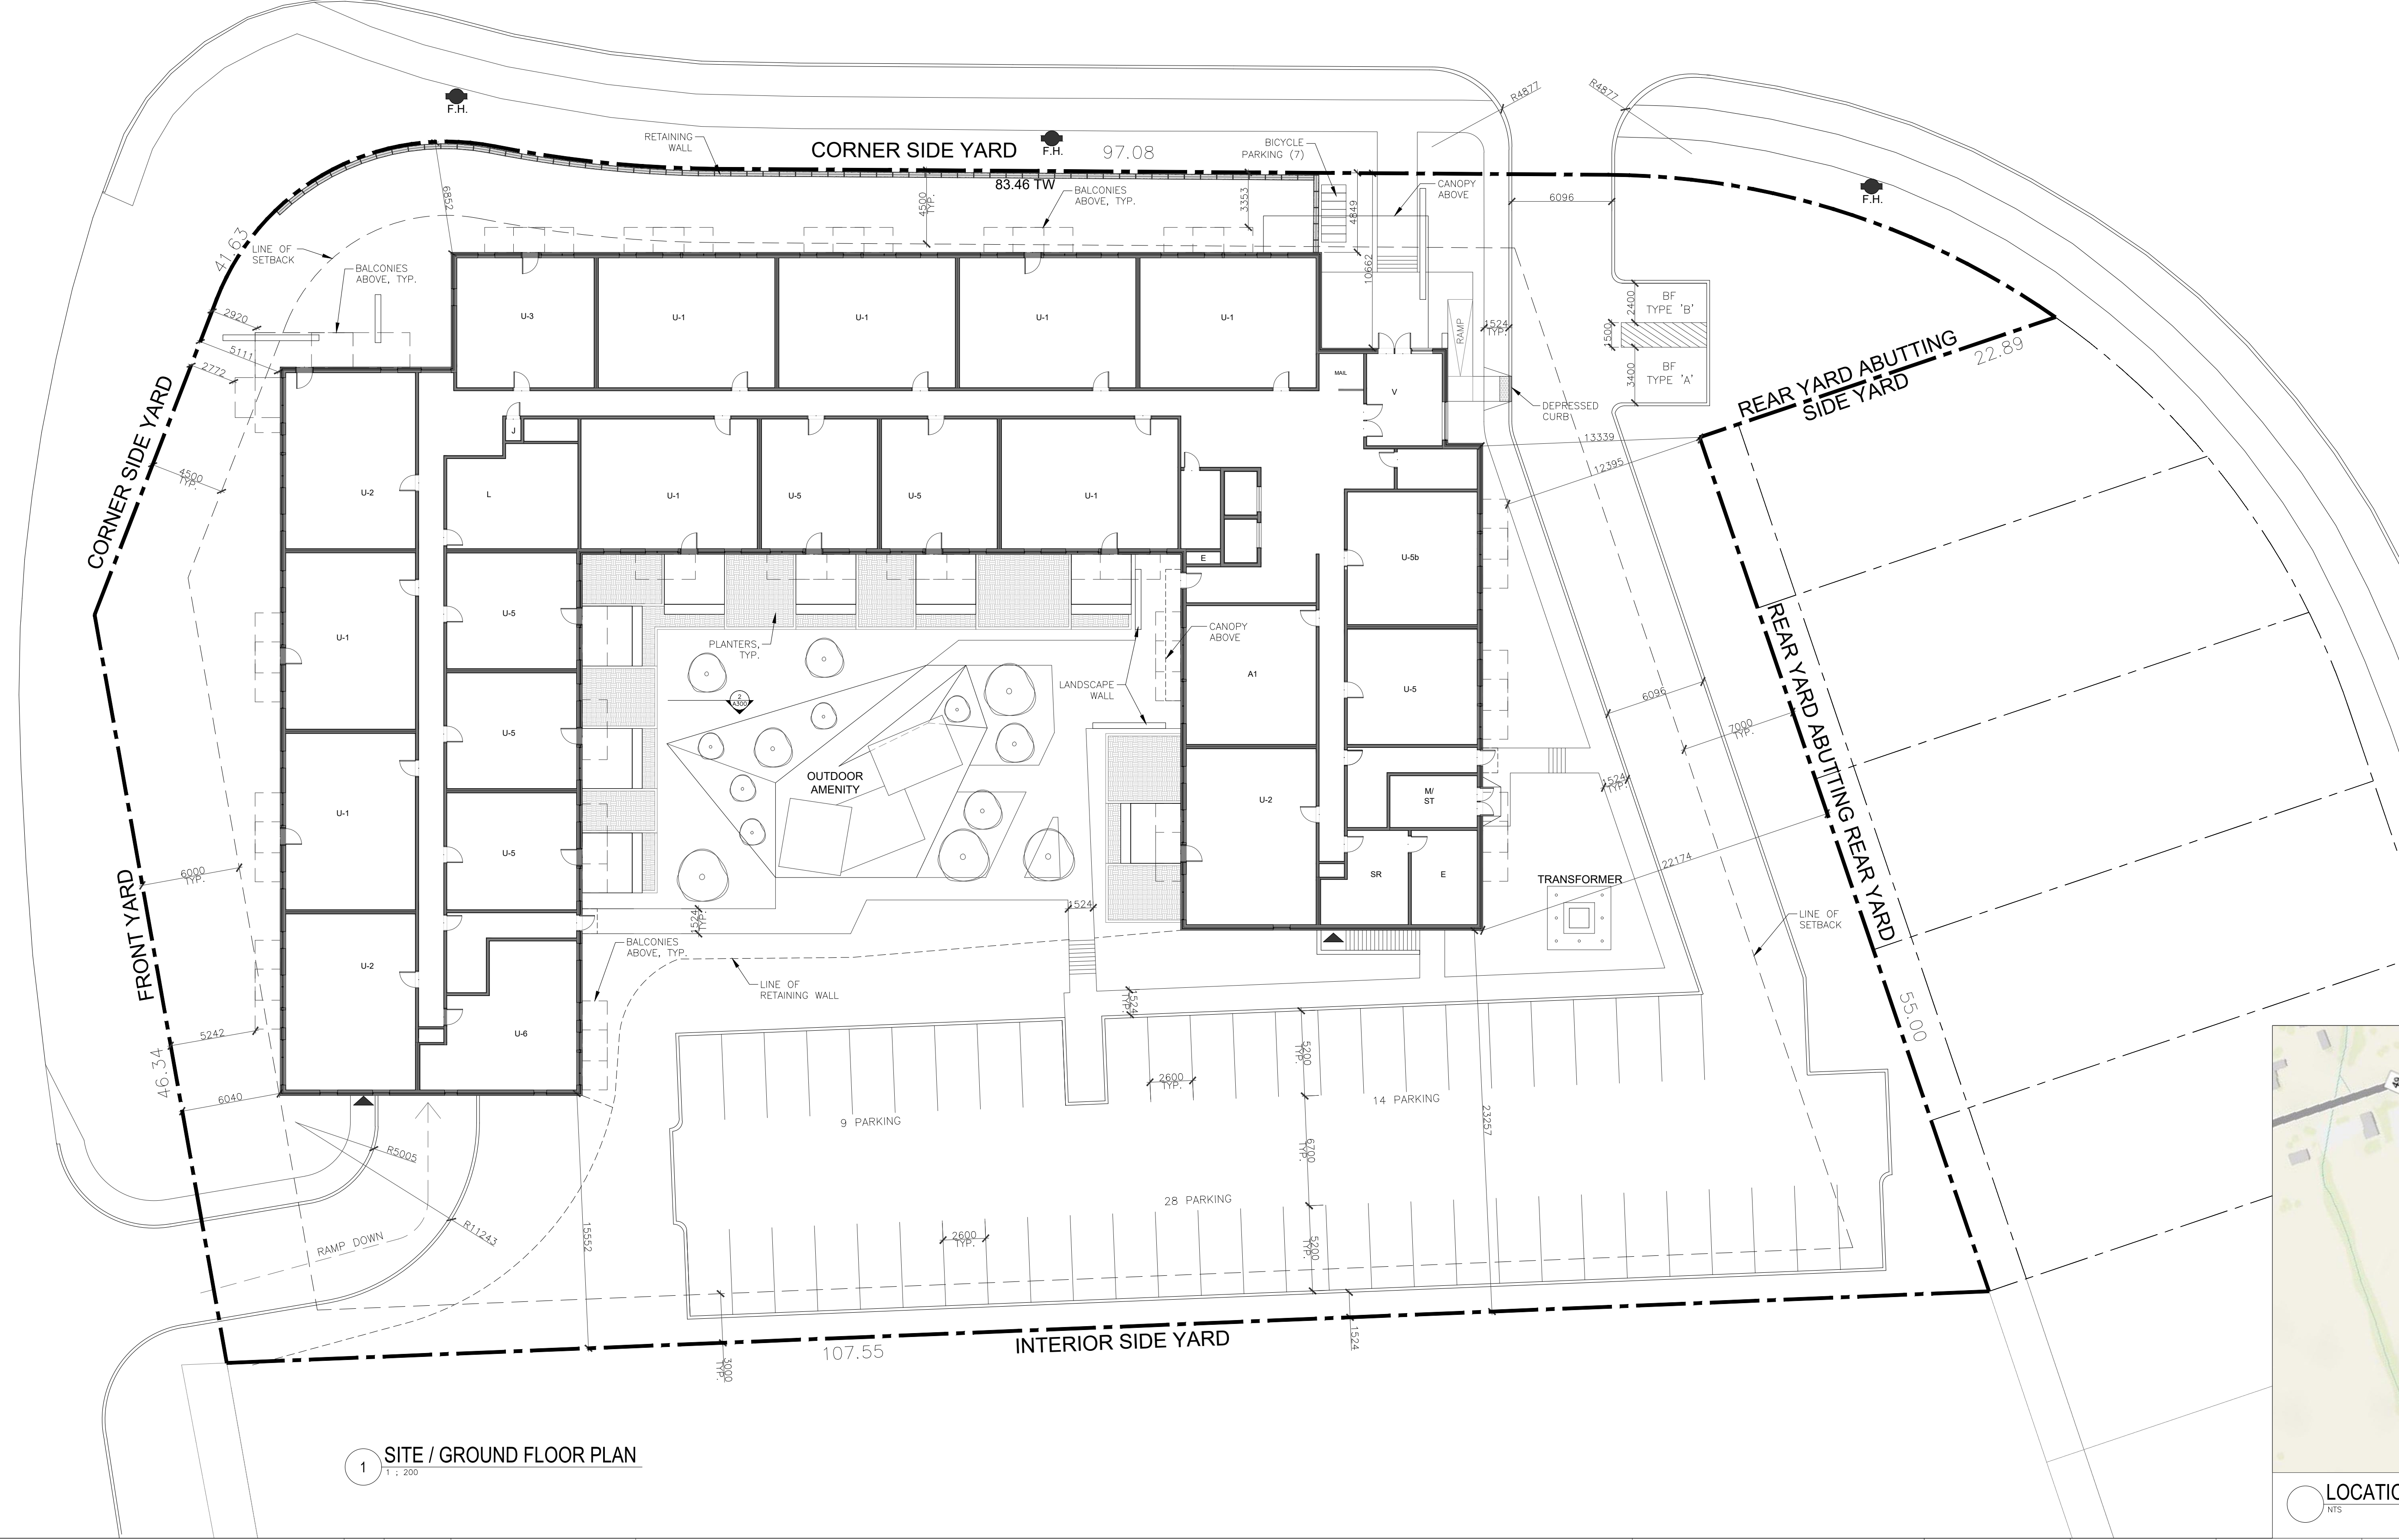 R4877
R4877
F.H.
F.H.
F.H.
RETAINING
WALL
CORNER SIDE YARD
97.08
BICYCLE
PARKING (7)
83.46 TW
BALCONIES
ABOVE, TYP.
CANOPY
ABOVE
6852
4500
TYP.
3353
4849
10662
6096
41.63
LINE OF
SETBACK
BALCONIES
ABOVE, TYP.
2920
5111
2772
CORNER SIDE YARD
4500
TYP.
U-3
U-1
U-1
U-1
U-1
MAIL
V
RAMP
1524
TYP.
2400
1500
3400
BF
TYPE 'B'
BF
TYPE 'A'
DEPRESSED
CURB
REAR YARD ABUTTING
SIDE YARD
22.89
13339
12395
J
L
U-2
U-1
U-5
U-5
U-1
E
U-5b
U-5
U-1
U-5
PLANTERS,
TYP.
CANOPY
ABOVE
LANDSCAPE
WALL
A1
U-5
2
A300
OUTDOOR
AMENITY
U-1
U-5
U-2
M/
ST
SR
E
6096
7000
TYP.
1524
TYP.
22174
REAR YARD ABUTTING REAR YARD
55.00
TRANSFORMER
LINE OF
SETBACK
FRONT YARD
6000
TYP.
46.34
5242
6040
U-2
U-6
1524
TYP.
1524
BALCONIES
ABOVE, TYP.
LINE OF
RETAINING WALL
1524
TYP.
5200
TYP.
2600
TYP.
9 PARKING
14 PARKING
23257
6700
TYP.
28 PARKING
2600
TYP.
5200
TYP.
R5005
R11243
RAMP DOWN
15552
3000
TYP.
1524
INTERIOR SIDE YARD
107.55
49
1
SITE / GROUND FLOOR PLAN
1 : 200
LOCATIO
NTS